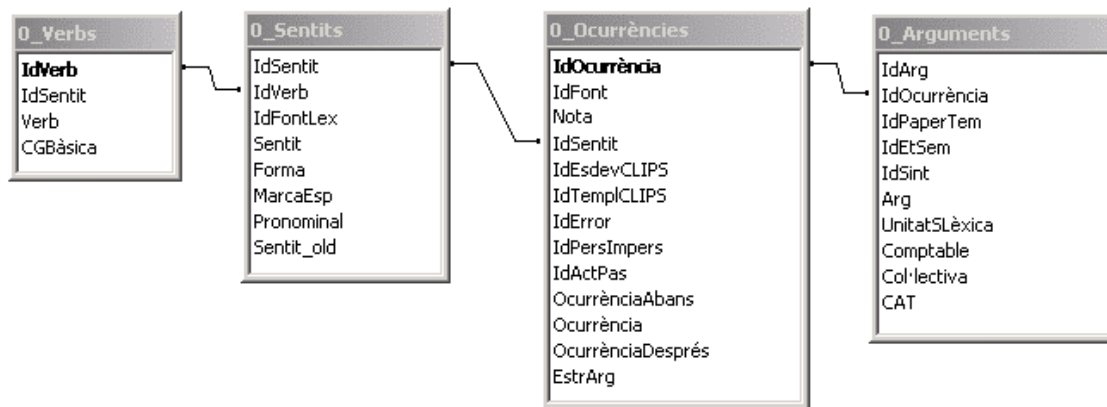 0_Verbs
IdVerb
IdSentit
Verb
CGBàsica
0_Sentits
IdSentit
IdVerb
IdFontLex
Sentit
Forma
MarcaEsp
Pronominal
Sentit_old
0_Ocurrències
IdOcurrència
IdFont
Nota
IdSentit
IdEsdevCLIPS
IdTemplCLIPS
IdError
IdPersImpers
IdActPas
OcurrènciaAbans
Ocurrència
OcurrènciaDesprés
EstrArg
0_Arguments
IdArg
IdOcurrència
IdPaperTem
IdEtSem
IdSint
Arg
UnitatSLèxica
Comptable
Col·lectiva
CAT